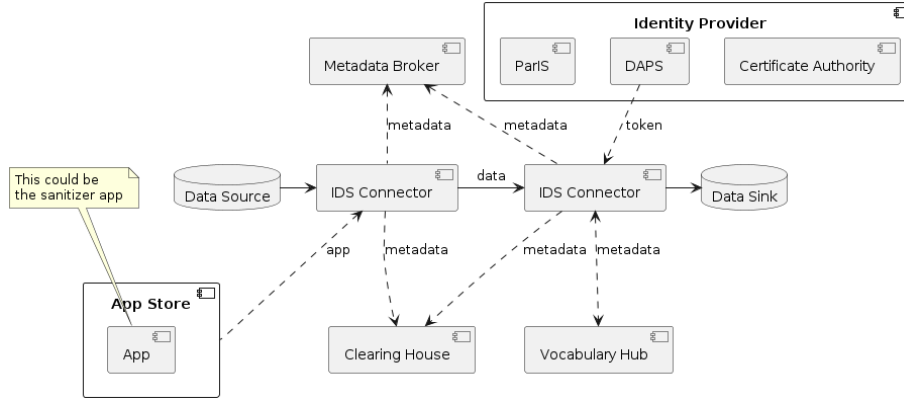 Identity Provider
Metadata Broker
ParIS
DAPS
Certificate Authority
metadata
metadata
token
This could be
the sanitizer app
Data Source
IDS Connector
data
IDS Connector
Data Sink
app
metadata
metadata
metadata
App Store
App
Clearing House
Vocabulary Hub